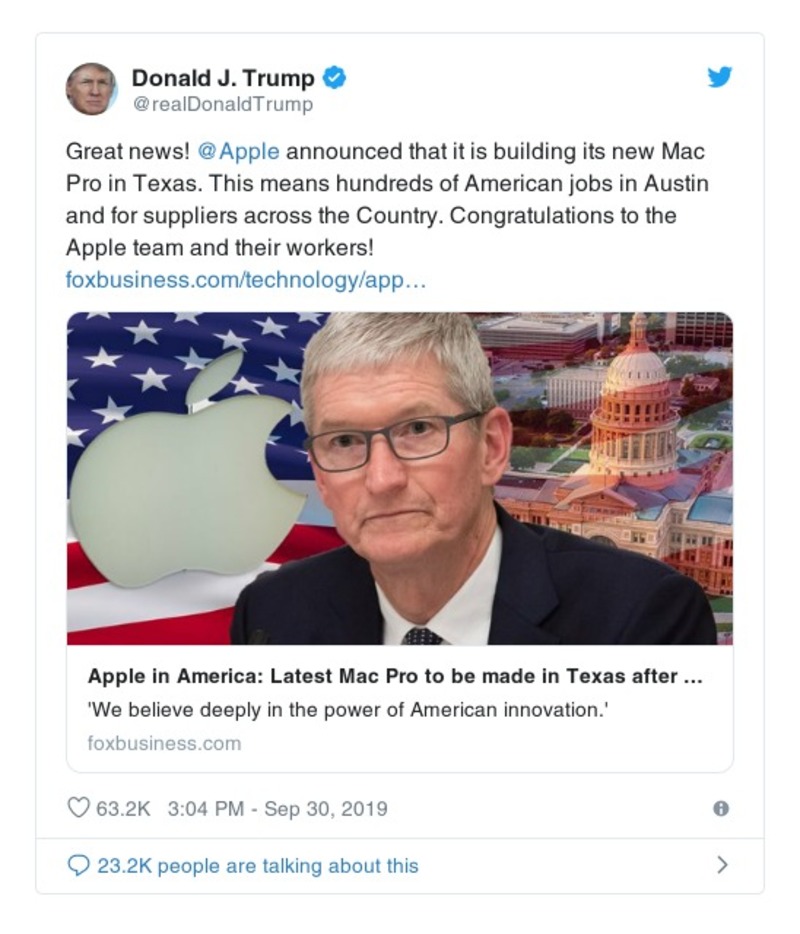 Donald J. Trump
@realDonaldTrump
Great news! @Apple announced that it is building its new Mac
Pro in Texas. This means hundreds of American jobs in Austin
and for suppliers across the Country. Congratulations to the
Apple team and their workers!
foxbusiness.com/technology/app…
Apple in America: Latest Mac Pro to be made in Texas after ...
'We believe deeply in the power of American innovation.'
foxbusiness.com
63.2K 3:04 PM - Sep 30, 2019
23.2K people are talking about this